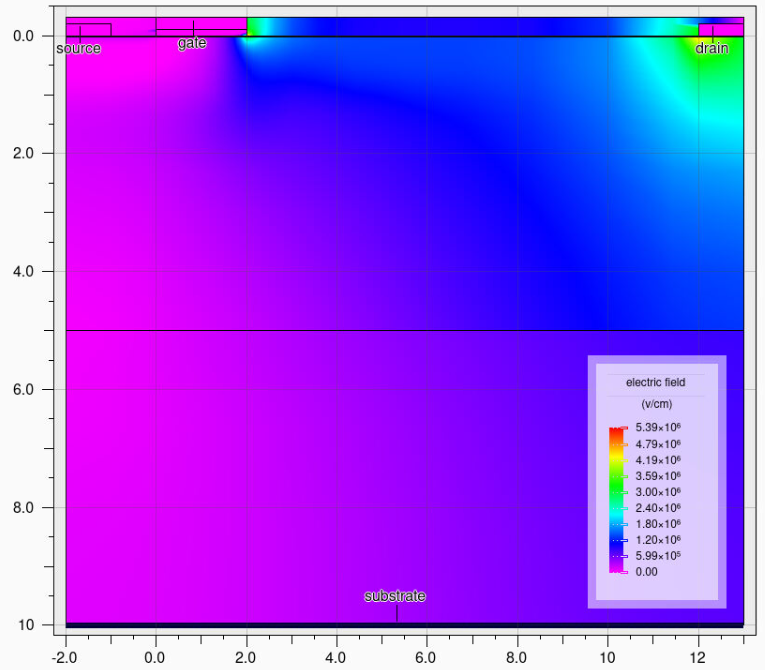 0.0
source
gate
drain
2.0
4.0
6.0
electric field
(v/cm)
5.39×10⁶
4.79×10⁶
4.19×10⁶
3.59×10⁶
3.00×10⁶
2.40×10⁶
1.80×10⁶
1.20×10⁶
5.99×10⁵
0.00
8.0
substrate
10
-2.0 0.0 2.0 4.0 6.0 8.0 10 12